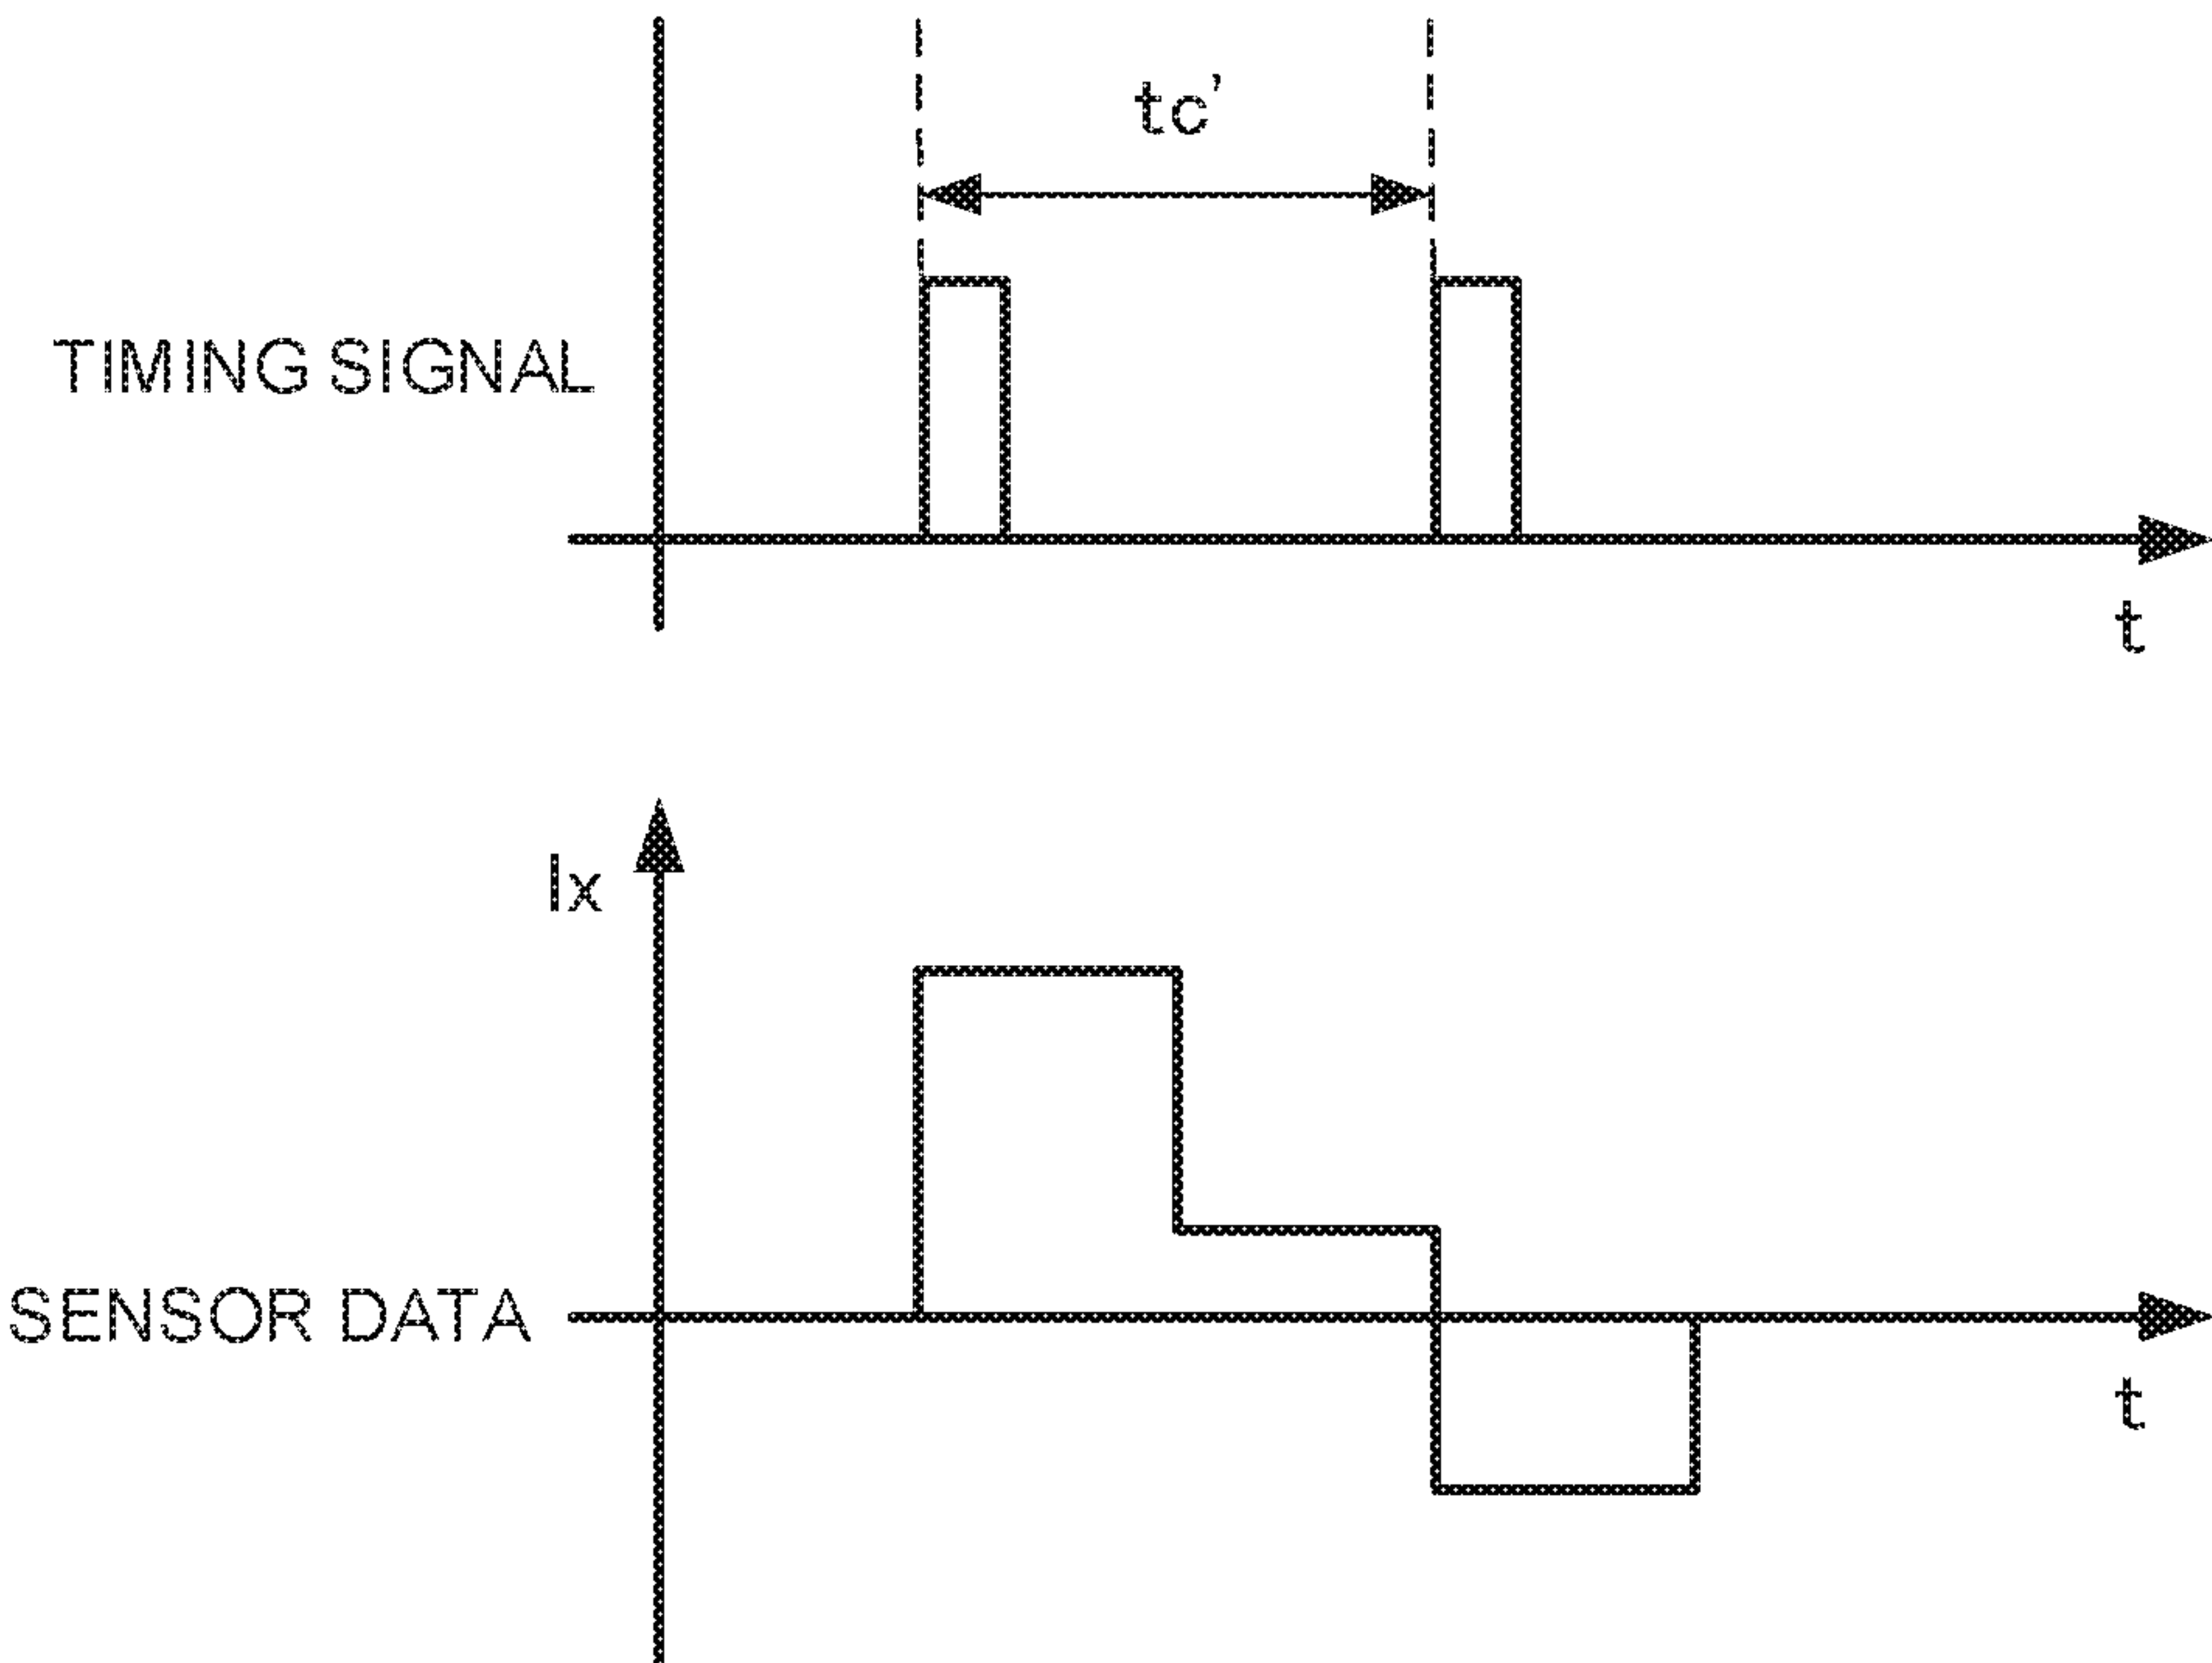 tc'
TIMING SIGNAL
t
Ix
SENSOR DATA
t